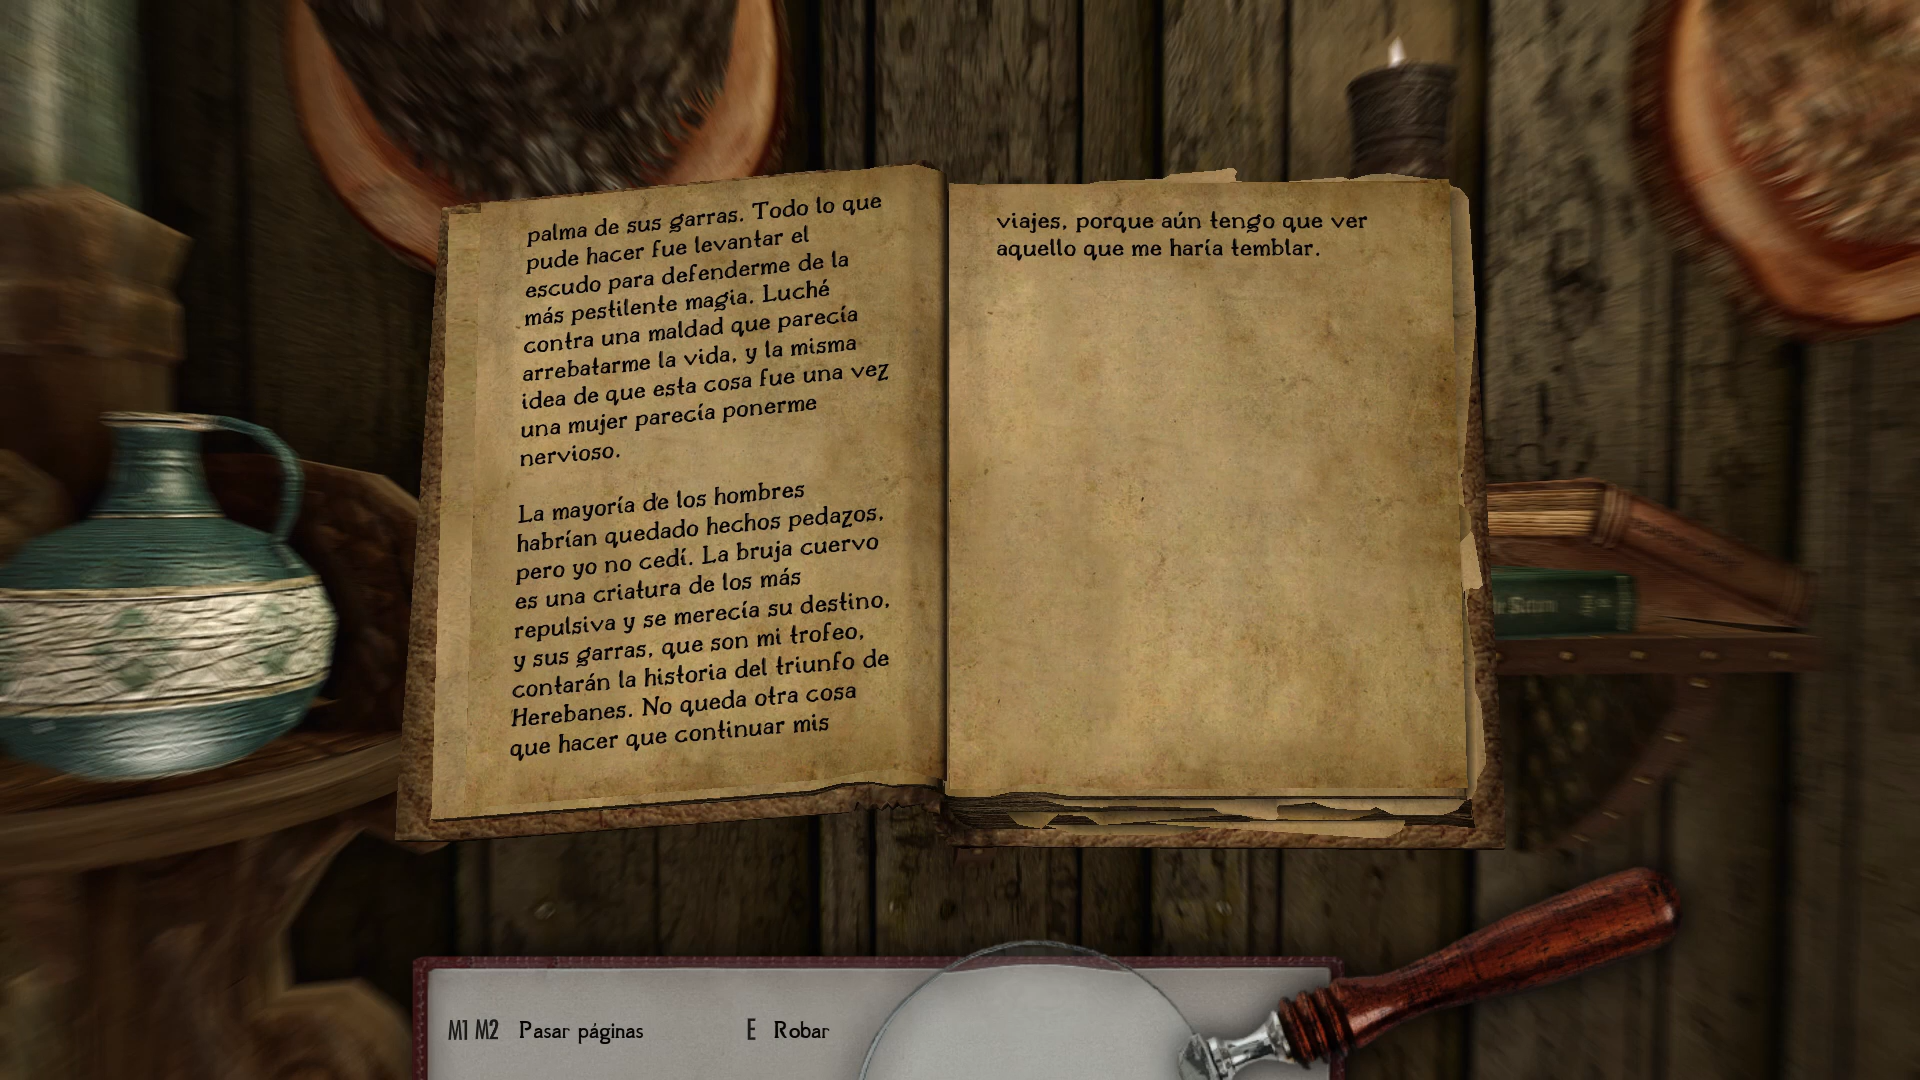 palma de sus garras. Todo lo que
pude hacer fue levantar el
escudo para defenderme de la
más pestilente magia. Luché
contra una maldad que parecía
arrebatarme la vida, y la misma
idea de que esta cosa fue una vez
una mujer parecía ponerme
nervioso.
La mayoría de los hombres
habrían quedado hechos pedazos,
pero yo no cedí. La bruja cuervo
es una criatura de los más
repulsiva y se merecía su destino,
y sus garras, que son mi trofeo,
contarán la historia del triunfo de
Herebanes. No queda otra cosa
que hacer que continuar mis
viajes, porque aún tengo que ver
aquello que me haría temblar.
M1 M2 Pasar páginas
E Robar